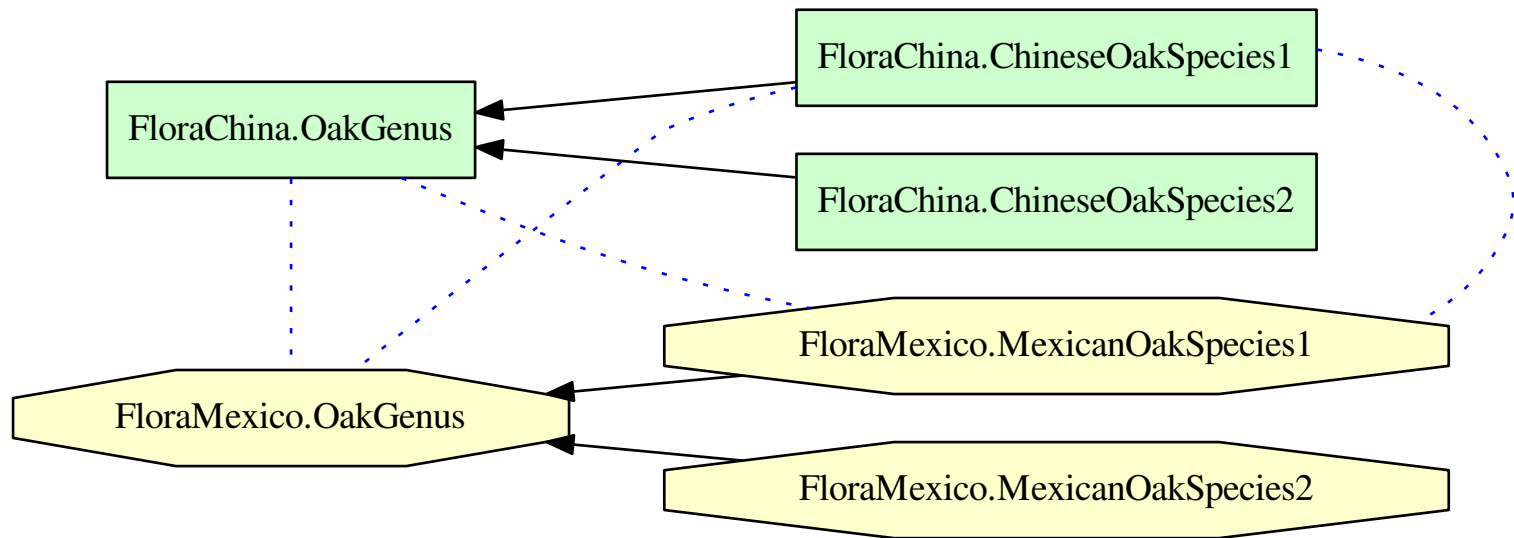 FloraChina.ChineseOakSpecies1
FloraChina.OakGenus
FloraChina.ChineseOakSpecies2
FloraMexico.MexicanOakSpecies1
FloraMexico.OakGenus
FloraMexico.MexicanOakSpecies2